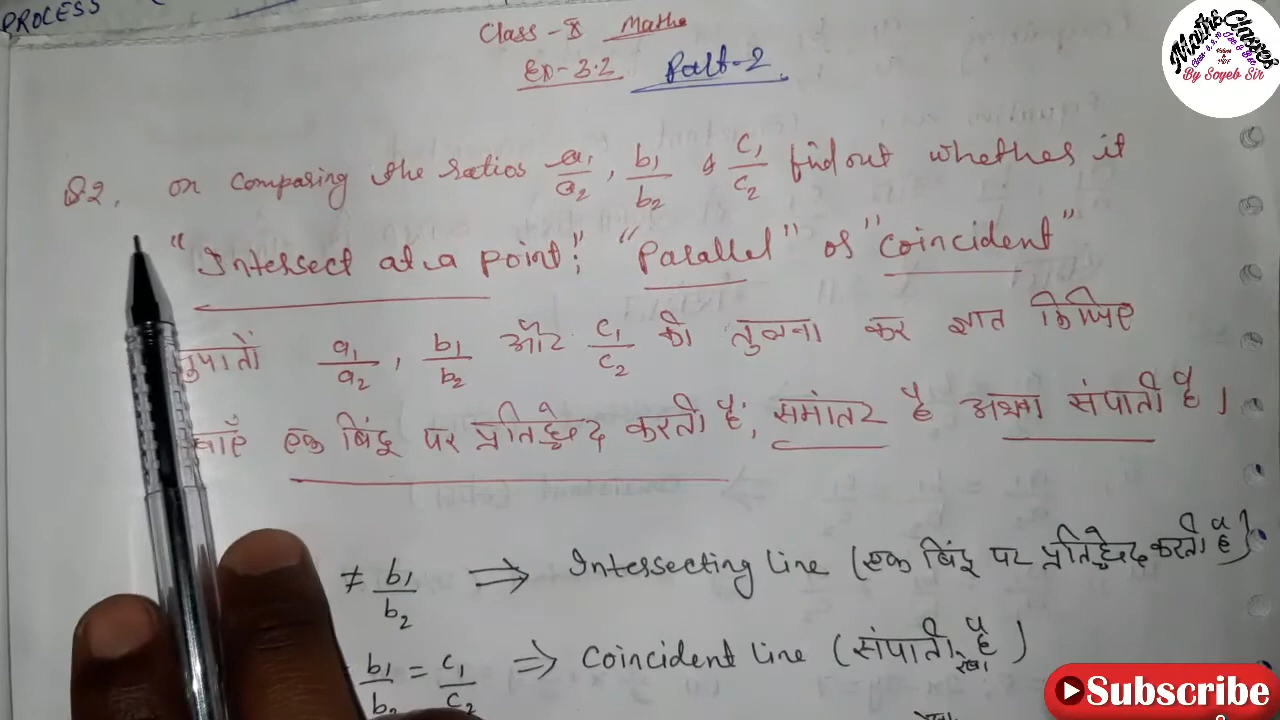 PROCESS
Class - 8 Maths
Ex-3.2 Part-2
Maths Classes
By Soyeb Sir
Q2. on comparing the ratios a₁/a₂, b₁/b₂ & c₁/c₂ find out whether it
"Intersect at a point;" "Parallel" or "coincident"
नुपातों a₁/a₂, b₁/b₂ और c₁/c₂ की तुलना कर ज्ञात कीजिए
खाएँ एक बिंदु पर प्रतिच्छेद करती हैं; समांतर है अथवा संपाती है।
≠ b₁/b₂ ⇒ Intersecting line (एक बिंदु पर प्रतिच्छेद करती है)
b₁/b₂ = c₁/c₂ ⇒ Coincident line (संपाती रेखा है)
Subscribe